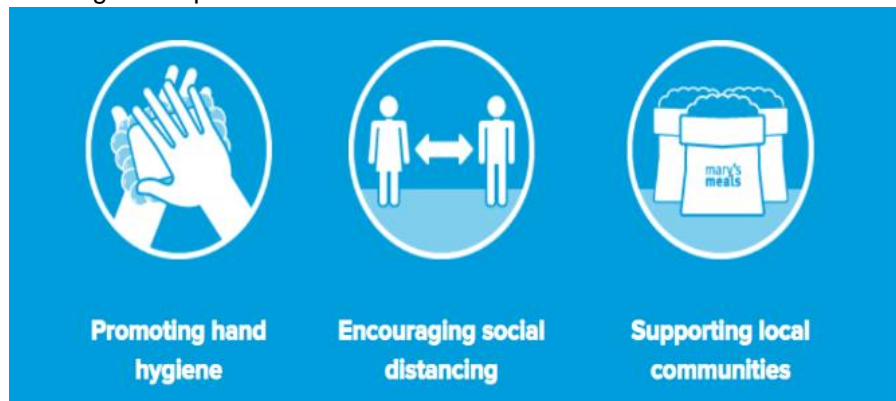 mary's
meals
Promoting hand
hygiene
Encouraging social
distancing
Supporting local
communities